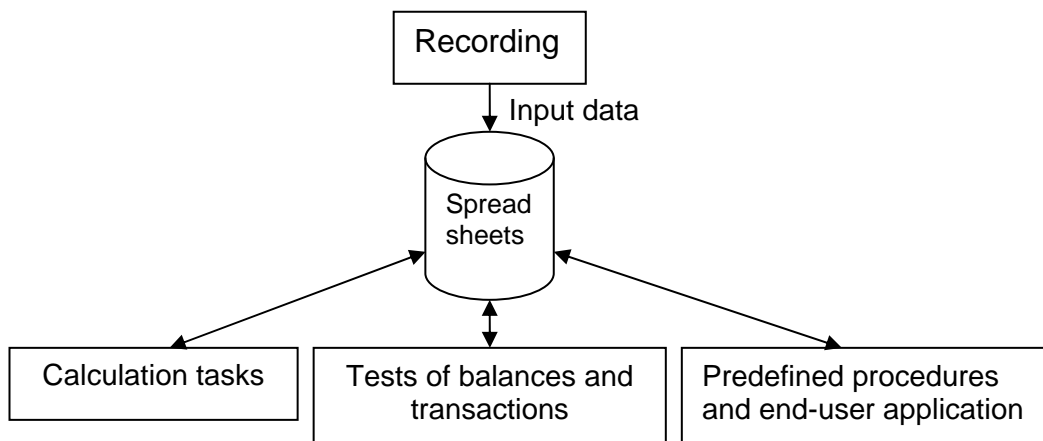 Recording
Input data
Spread
sheets
Calculation tasks
Tests of balances and
transactions
Predefined procedures
and end-user application